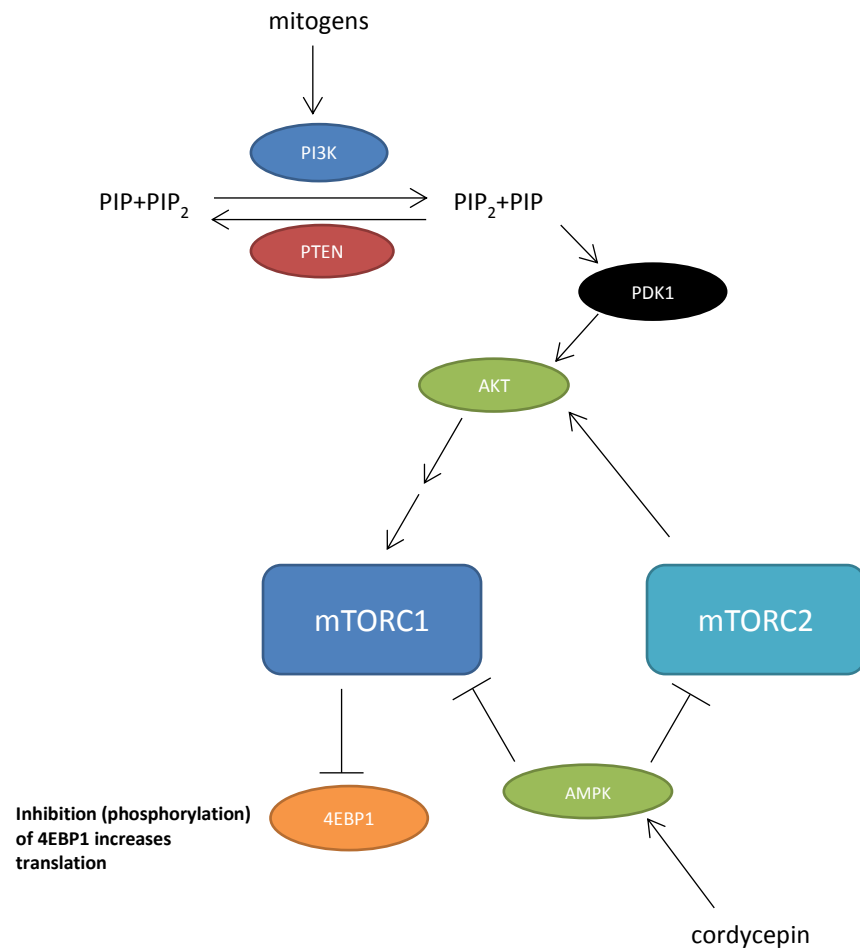 mitogens
PI3K
PIP+PIP₂
PIP₂+PIP
PTEN
PDK1
AKT
mTORC1
mTORC2
AMPK
4EBP1
Inhibition (phosphorylation)
of 4EBP1 increases
translation
cordycepin